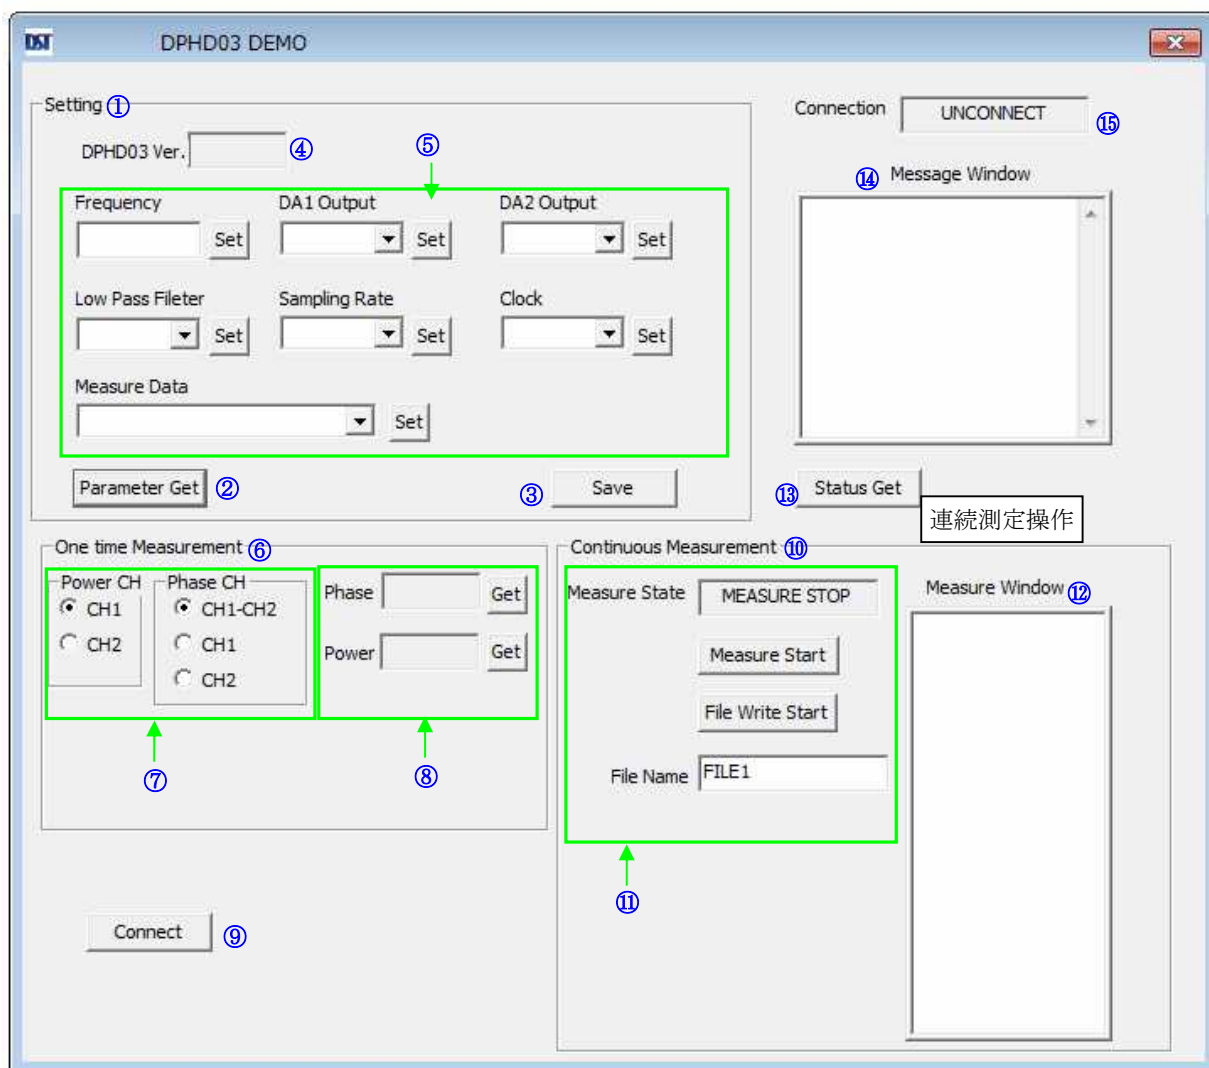 DST DPHD03 DEMO
Setting ①
Connection UNCONNECT ⑮
DPHD03 Ver. ④
⑤
⑭ Message Window
Frequency DA1 Output DA2 Output
Set Set Set
Low Pass Fileter Sampling Rate Clock
Set Set Set
Measure Data
Set
Parameter Get ② ③ Save
⑬ Status Get
連続測定操作
One time Measurement ⑥
Power CH Phase CH
CH1 CH1-CH2
CH2 CH1
CH2
Phase Get
Power Get
⑦ ⑧
Continuous Measurement ⑩
Measure State MEASURE STOP
Measure Start
File Write Start
File Name FILE1
⑪
Measure Window ⑫
Connect ⑨